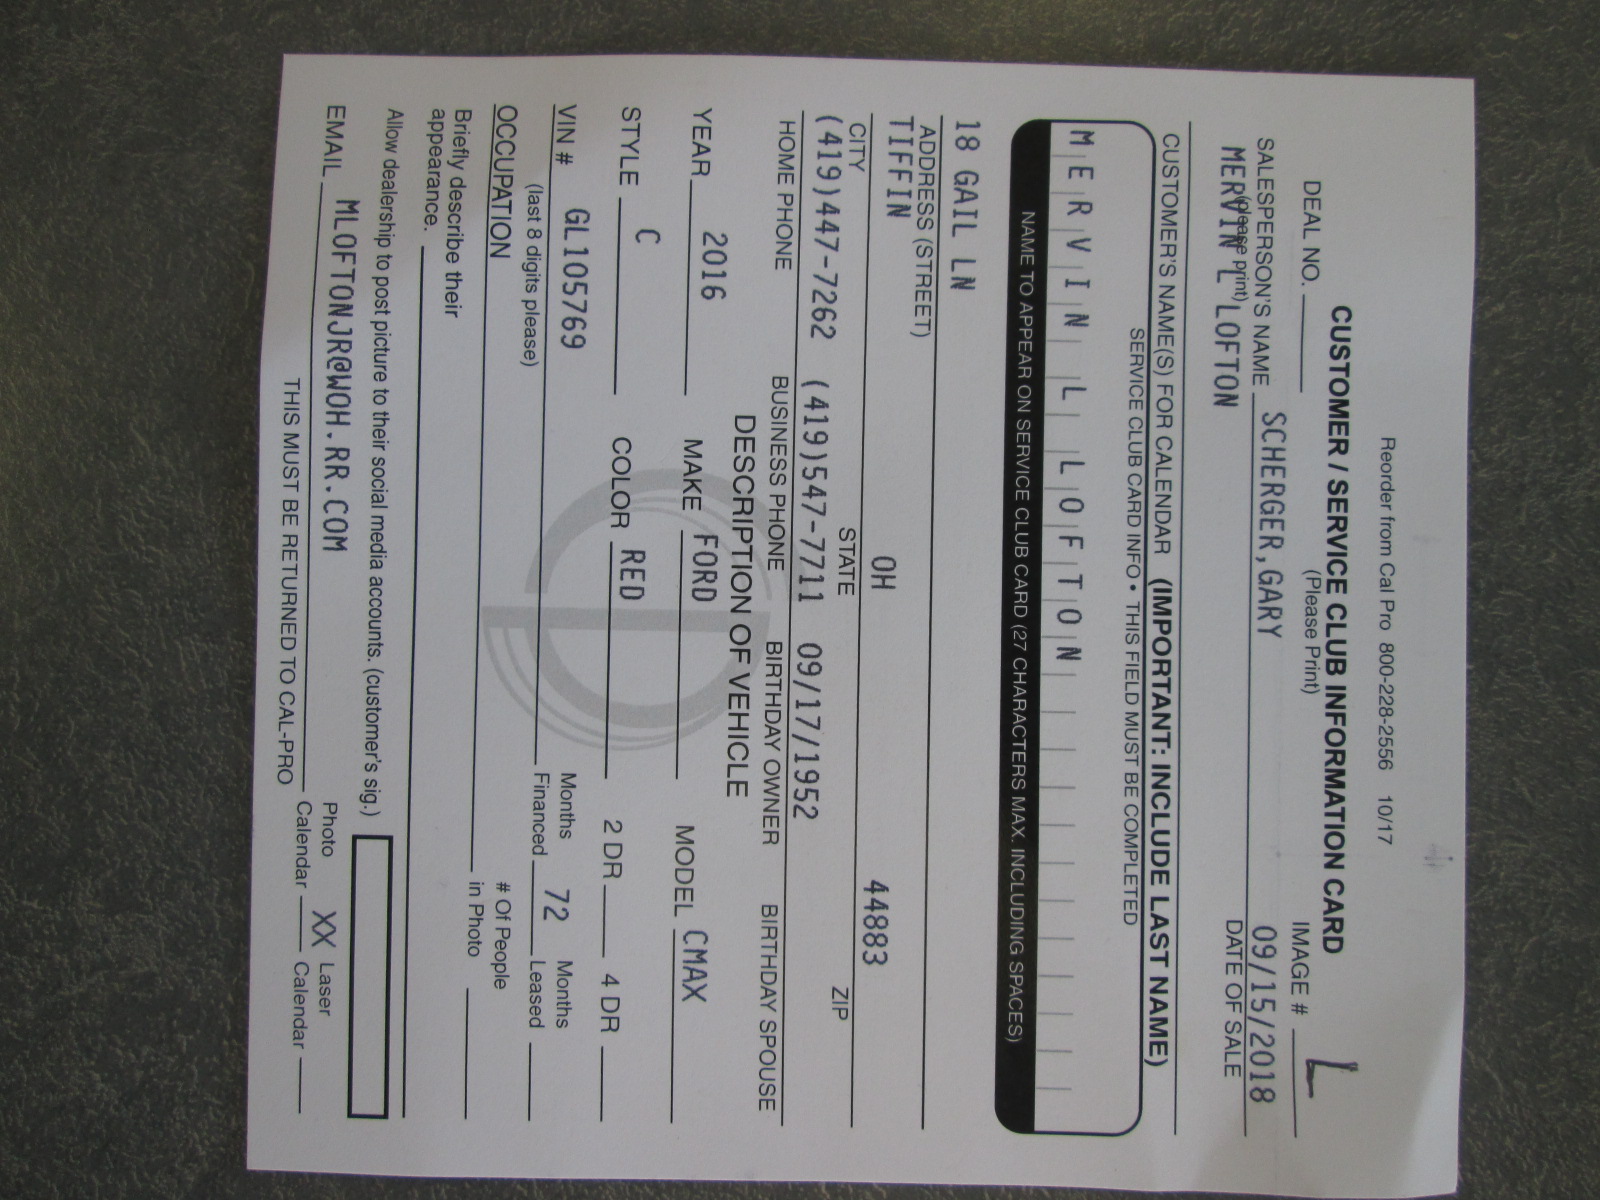 Reorder from Cal Pro 800-228-2556 10/17
CUSTOMER / SERVICE CLUB INFORMATION CARD
(Please Print)
DEAL NO. IMAGE # L
SALESPERSON'S NAME SCHERGER,GARY 09/15/2018
(please print) DATE OF SALE
MERVIN L LOFTON
CUSTOMER'S NAME(S) FOR CALENDAR (IMPORTANT: INCLUDE LAST NAME)
SERVICE CLUB CARD INFO • THIS FIELD MUST BE COMPLETED
MERVIN L LOFTON
NAME TO APPEAR ON SERVICE CLUB CARD (27 CHARACTERS MAX. INCLUDING SPACES)
18 GAIL LN
ADDRESS (STREET)
TIFFIN OH 44883
CITY STATE ZIP
(419)447-7262 (419)547-7711 09/17/1952
HOME PHONE BUSINESS PHONE BIRTHDAY OWNER BIRTHDAY SPOUSE
DESCRIPTION OF VEHICLE
YEAR 2016 MAKE FORD MODEL CMAX
STYLE C COLOR RED 2 DR 4 DR
VIN # GL105769 Months Financed 72 Months Leased
(last 8 digits please)
OCCUPATION # Of People in Photo
Briefly describe their appearance.
Allow dealership to post picture to their social media accounts. (customer's sig.)
EMAIL MLOFTONJR@WOH.RR.COM Photo Calendar XX Laser Calendar
THIS MUST BE RETURNED TO CAL-PRO